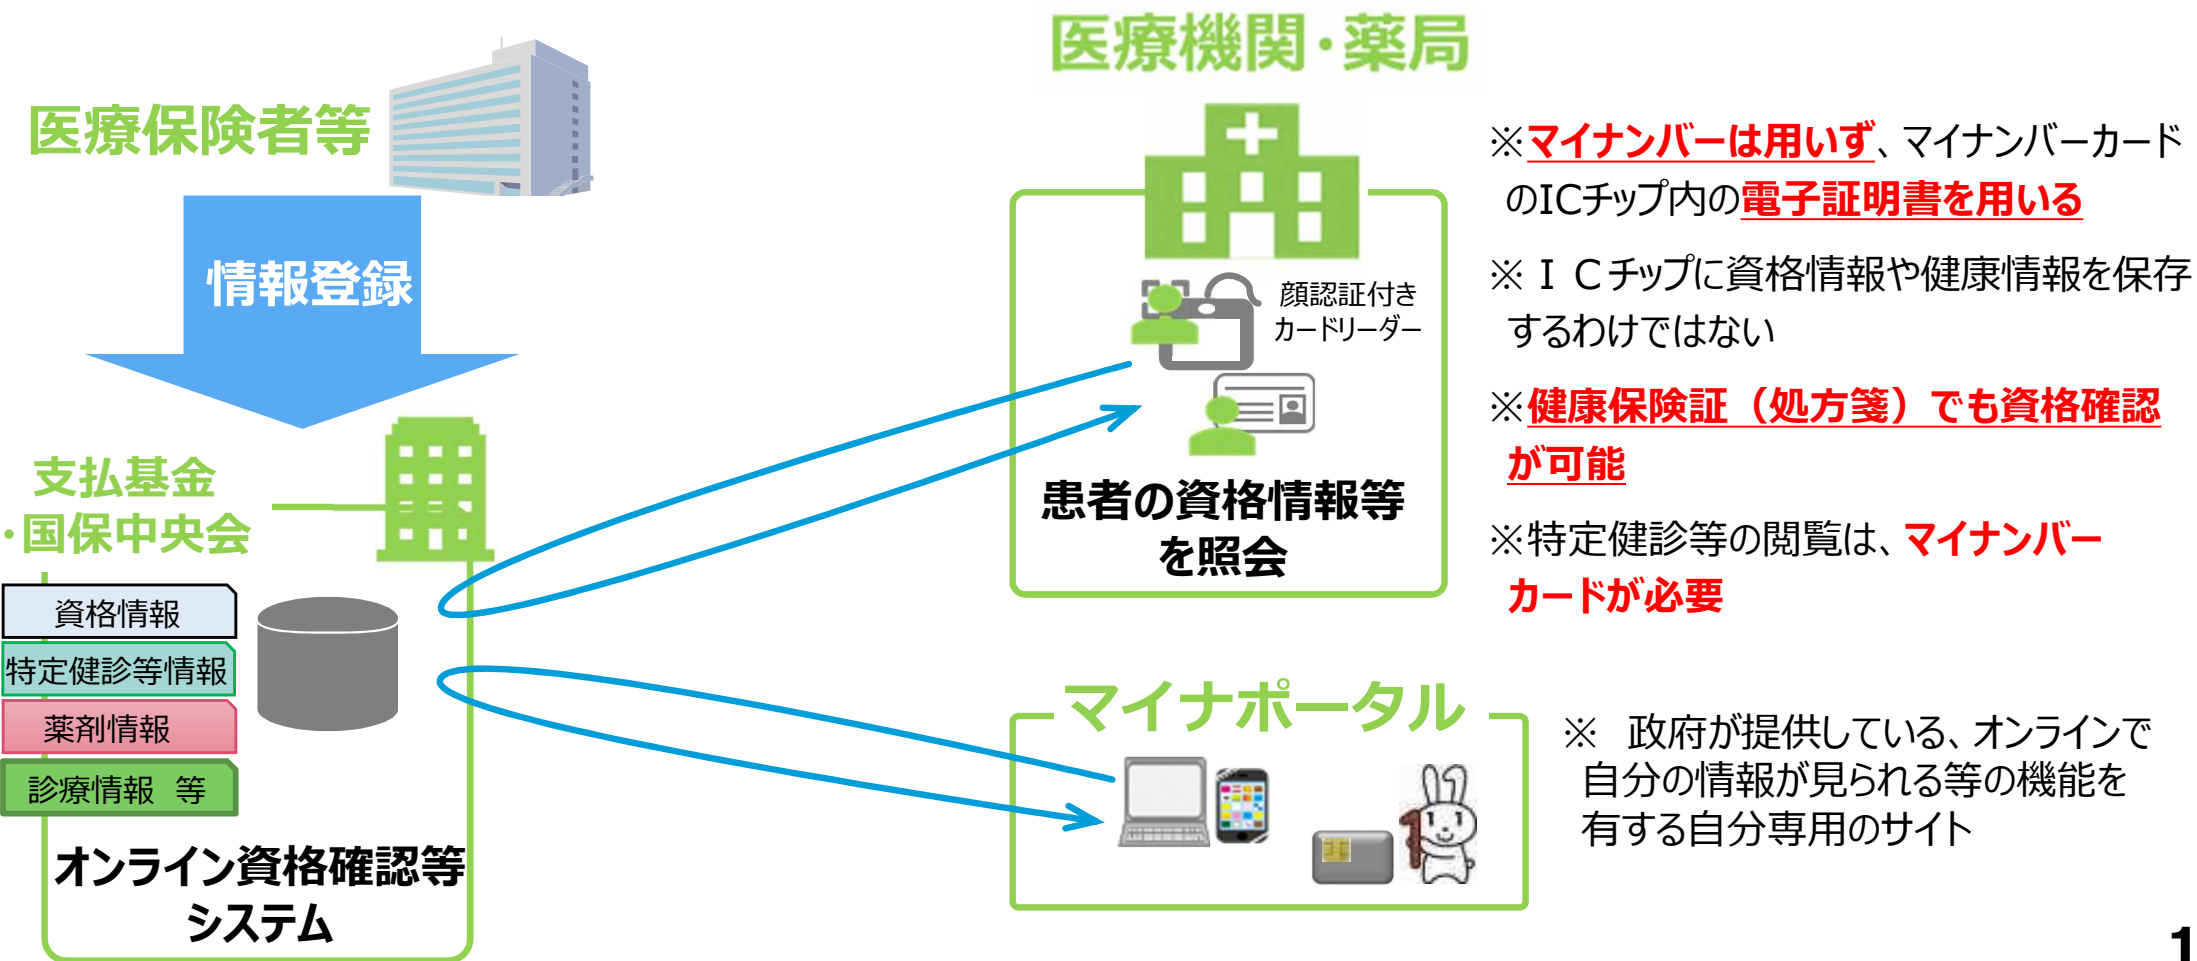 医療保険者等
情報登録
支払基金
・国保中央会
資格情報
特定健診等情報
薬剤情報
診療情報　等
オンライン資格確認等
システム
医療機関・薬局
顔認証付き
カードリーダー
患者の資格情報等
を照会
※マイナンバーは用いず、マイナンバーカード
のICチップ内の電子証明書を用いる
※ＩＣチップに資格情報や健康情報を保存
するわけではない
※健康保険証（処方箋）でも資格確認
が可能
※特定健診等の閲覧は、マイナンバー
カードが必要
マイナポータル
※　政府が提供している、オンラインで
自分の情報が見られる等の機能を
有する自分専用のサイト
1